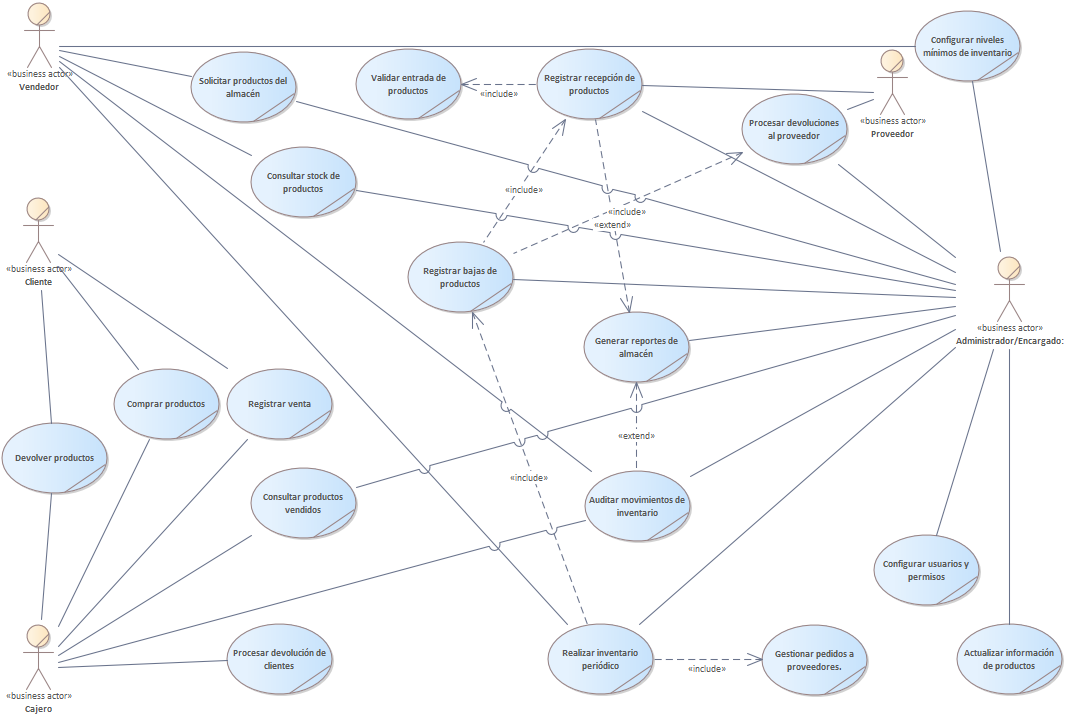 «business actor»
Vendedor
Solicitar productos del
almacén
Validar entrada de
productos
«include»
Registrar recepción de
productos
Configurar niveles
mínimos de inventario
Procesar devoluciones
al proveedor
«business actor»
Proveedor
Consultar stock de
productos
«include»
«include»
«extend»
«business actor»
Cliente
Registrar bajas de
productos
Generar reportes de
almacén
«business actor»
Administrador/Encargado:
Comprar productos
Registrar venta
Devolver productos
«extend»
«include»
Consultar productos
vendidos
Auditar movimientos de
inventario
Configurar usuarios y
permisos
«business actor»
Cajero
Procesar devolución de
clientes
Realizar inventario
periódico
«include»
Gestionar pedidos a
proveedores.
Actualizar información
de productos